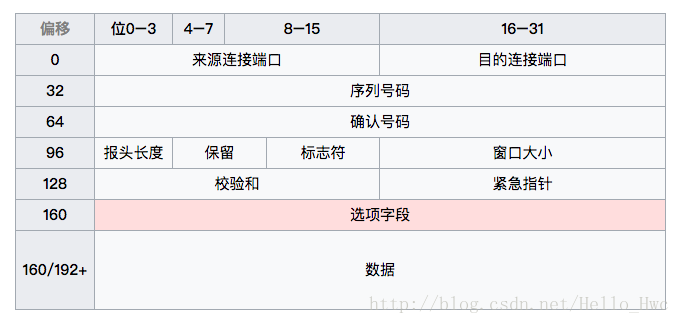 偏移 位0—3 4—7 8—15 16—31
0 来源连接端口 目的连接端口
32 序列号码
64 确认号码
96 报头长度 保留 标志符 窗口大小
128 校验和 紧急指针
160 选项字段
160/192+ 数据
http://blog.csdn.net/Hello_Hwc